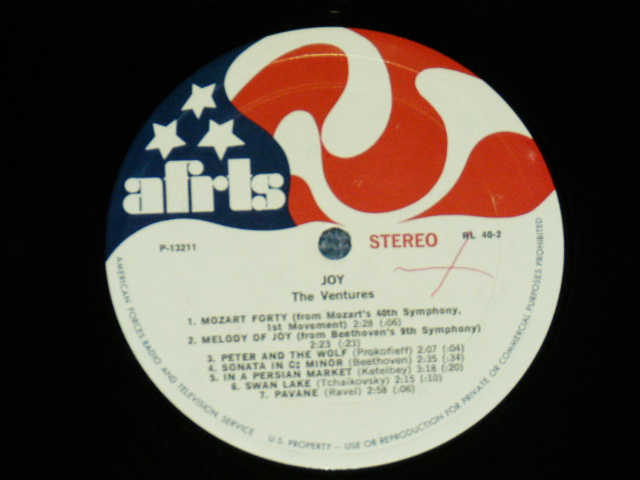 afrts
P-13211
STEREO
RL 40-2
JOY
The Ventures
1. MOZART FORTY (from Mozart's 40th Symphony,
1st Movement) 2:28 (:06)
2. MELODY OF JOY (from Beethoven's 9th Symphony)
2:23 (:23)
3. PETER AND THE WOLF (Prokofieff) 2:07 (:04)
4. SONATA IN C♯ MINOR (Beethoven) 2:35 (:34)
5. IN A PERSIAN MARKET (Ketelbey) 3:18 (:20)
6. SWAN LAKE (Tchaikovsky) 2:15 (:10)
7. PAVANE (Ravel) 2:58 (:06)
AMERICAN FORCES RADIO AND TELEVISION SERVICE
U.S. PROPERTY — USE OR REPRODUCTION FOR PRIVATE OR COMMERCIAL PURPOSES PROHIBITED